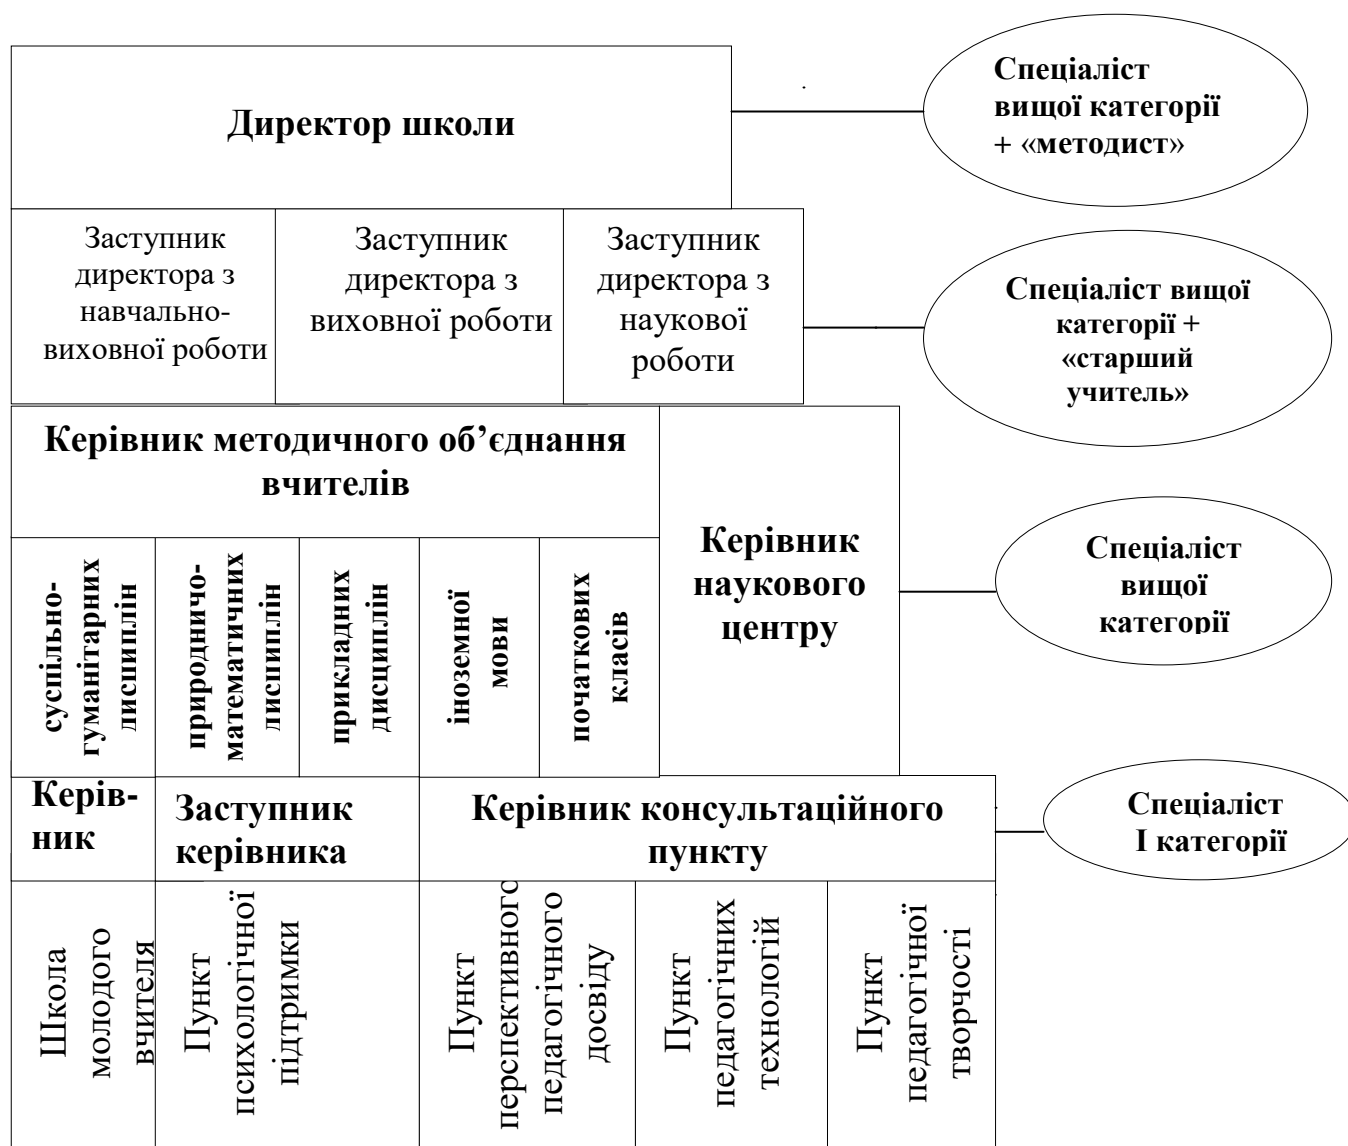 Директор школи
Спеціаліст
вищої категорії
+ «методист»
Заступник
директора з
навчально-
виховної роботи
Заступник
директора з
виховної роботи
Заступник
директора з
наукової
роботи
Спеціаліст вищої
категорії +
«старший
учитель»
Керівник методичного об’єднання
вчителів
суспільно-
гуманітарних
дисциплін
природничо-
математичних
дисциплін
прикладних
дисциплін
іноземної
мови
початкових
класів
Керівник
наукового
центру
Спеціаліст
вищої
категорії
Керів-
ник
Заступник
керівника
Керівник консультаційного
пункту
Спеціаліст
І категорії
Школа
молодого
вчителя
Пункт
психологічної
підтримки
Пункт
перспективного
педагогічного
досвіду
Пункт
педагогічних
технологій
Пункт
педагогічної
творчості